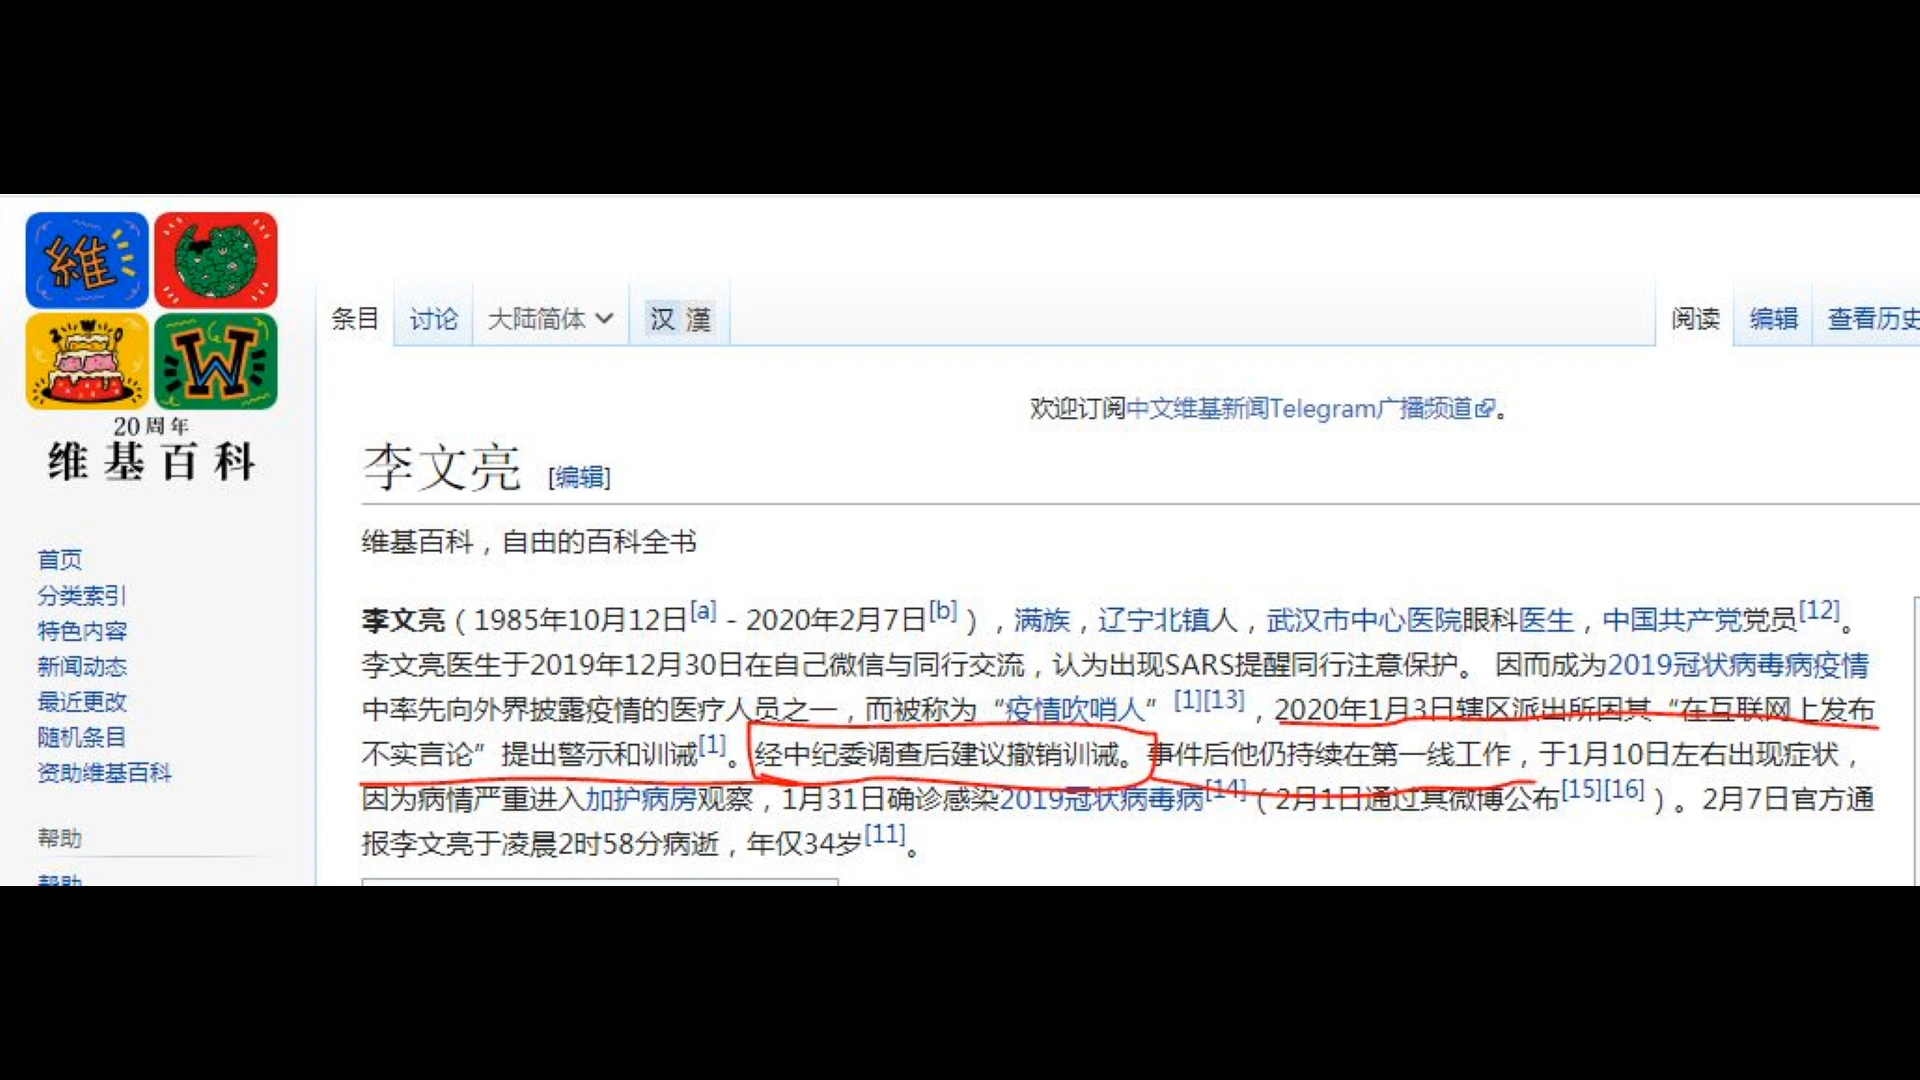 維
W
20周年
维基百科
首页
分类索引
特色内容
新闻动态
最近更改
随机条目
资助维基百科
帮助
帮助
条目 讨论 大陆简体 汉 漢 阅读 编辑 查看历史
欢迎订阅中文维基新闻Telegram广播频道。
李文亮 [编辑]
维基百科，自由的百科全书
李文亮（1985年10月12日[a] - 2020年2月7日[b]），满族，辽宁北镇人，武汉市中心医院眼科医生，中国共产党党员[12]。
李文亮医生于2019年12月30日在自己微信与同行交流，认为出现SARS提醒同行注意保护。 因而成为2019冠状病毒病疫情
中率先向外界披露疫情的医疗人员之一，而被称为“疫情吹哨人”[1][13]，2020年1月3日辖区派出所因其“在互联网上发布
不实言论”提出警示和训诫[1]。经中纪委调查后建议撤销训诫。事件后他仍持续在第一线工作，于1月10日左右出现症状，
因为病情严重进入加护病房观察，1月31日确诊感染2019冠状病毒病[14]（2月1日通过其微博公布[15][16]）。2月7日官方通
报李文亮于凌晨2时58分病逝，年仅34岁[11]。